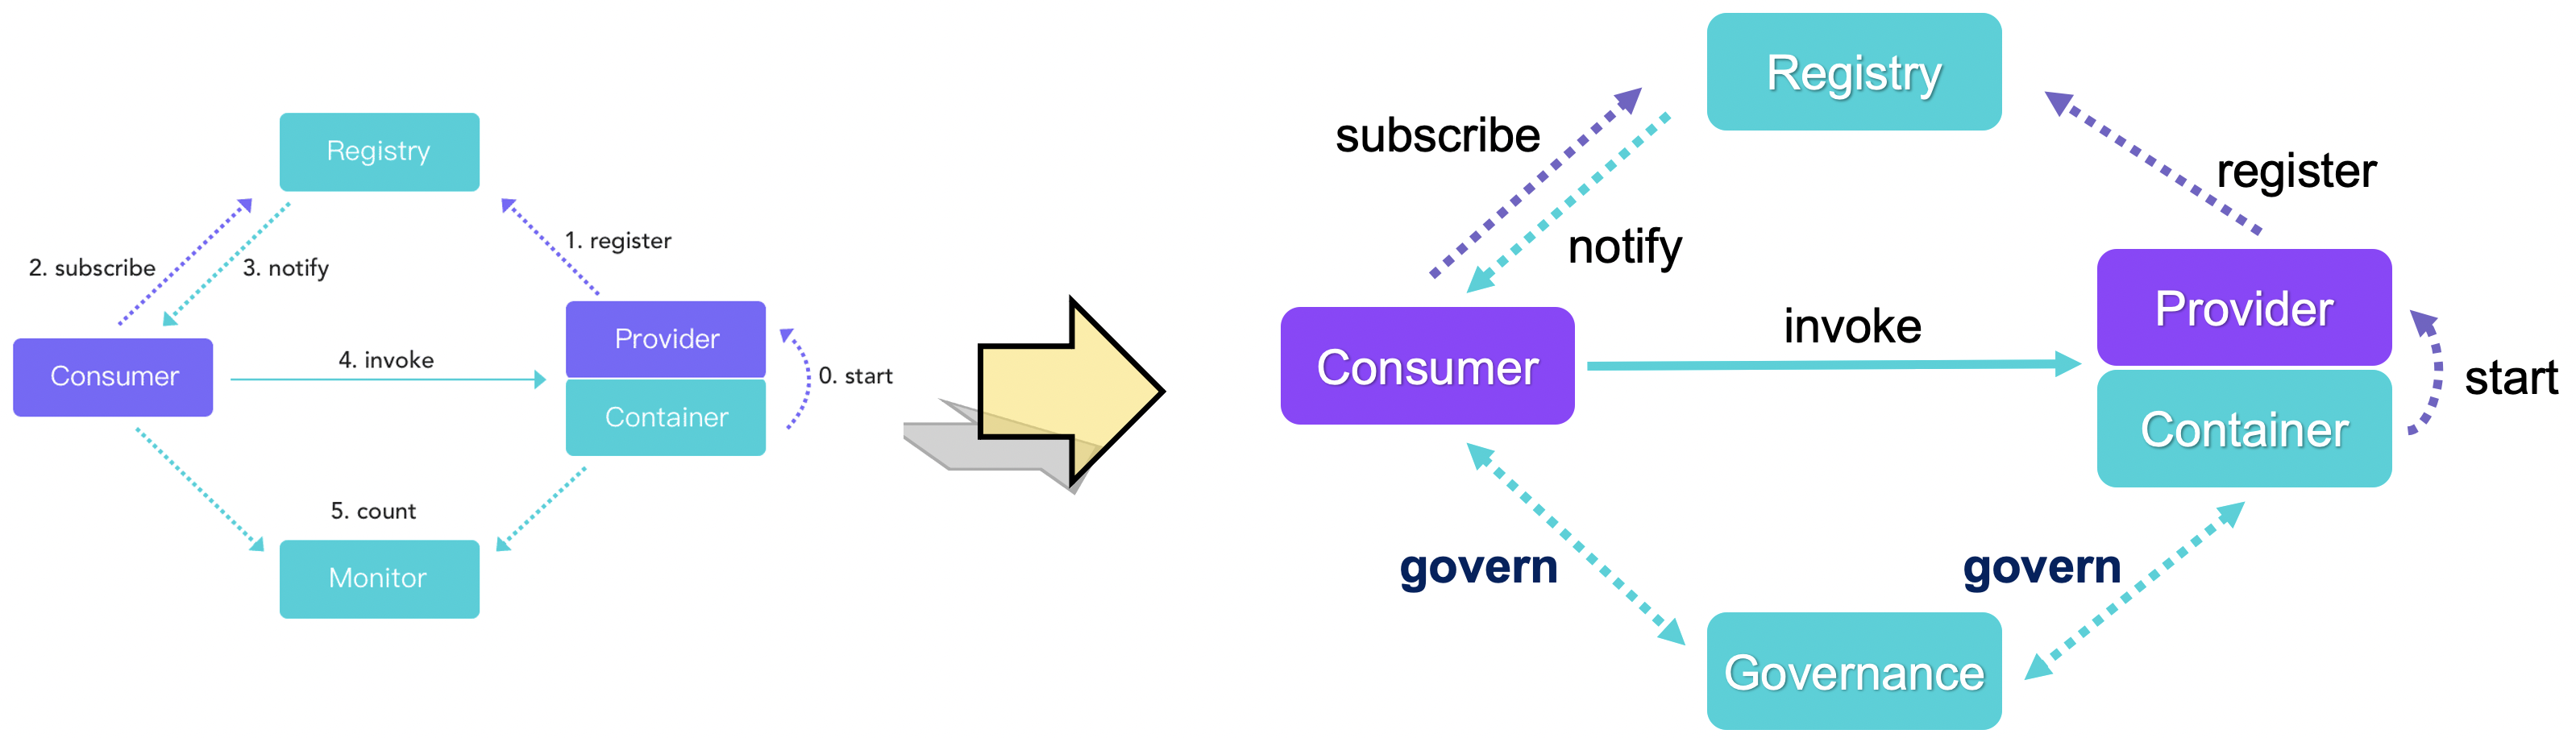 Registry
2. subscribe
3. notify
1. register
Consumer
4. invoke
Provider
Container
0. start
5. count
Monitor
Registry
subscribe
notify
register
Consumer
invoke
Provider
Container
start
govern
govern
Governance